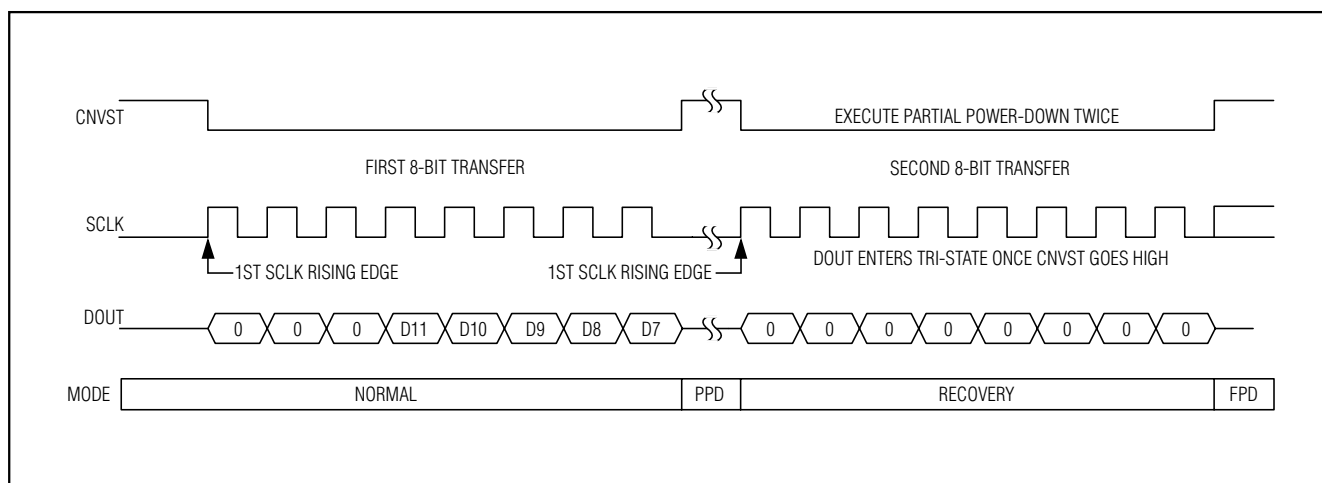 CNVST
EXECUTE PARTIAL POWER-DOWN TWICE
FIRST 8-BIT TRANSFER
SECOND 8-BIT TRANSFER
SCLK
1ST SCLK RISING EDGE
1ST SCLK RISING EDGE
DOUT ENTERS TRI-STATE ONCE CNVST GOES HIGH
DOUT
0 0 0 D11 D10 D9 D8 D7 0 0 0 0 0 0 0 0
MODE NORMAL PPD RECOVERY FPD